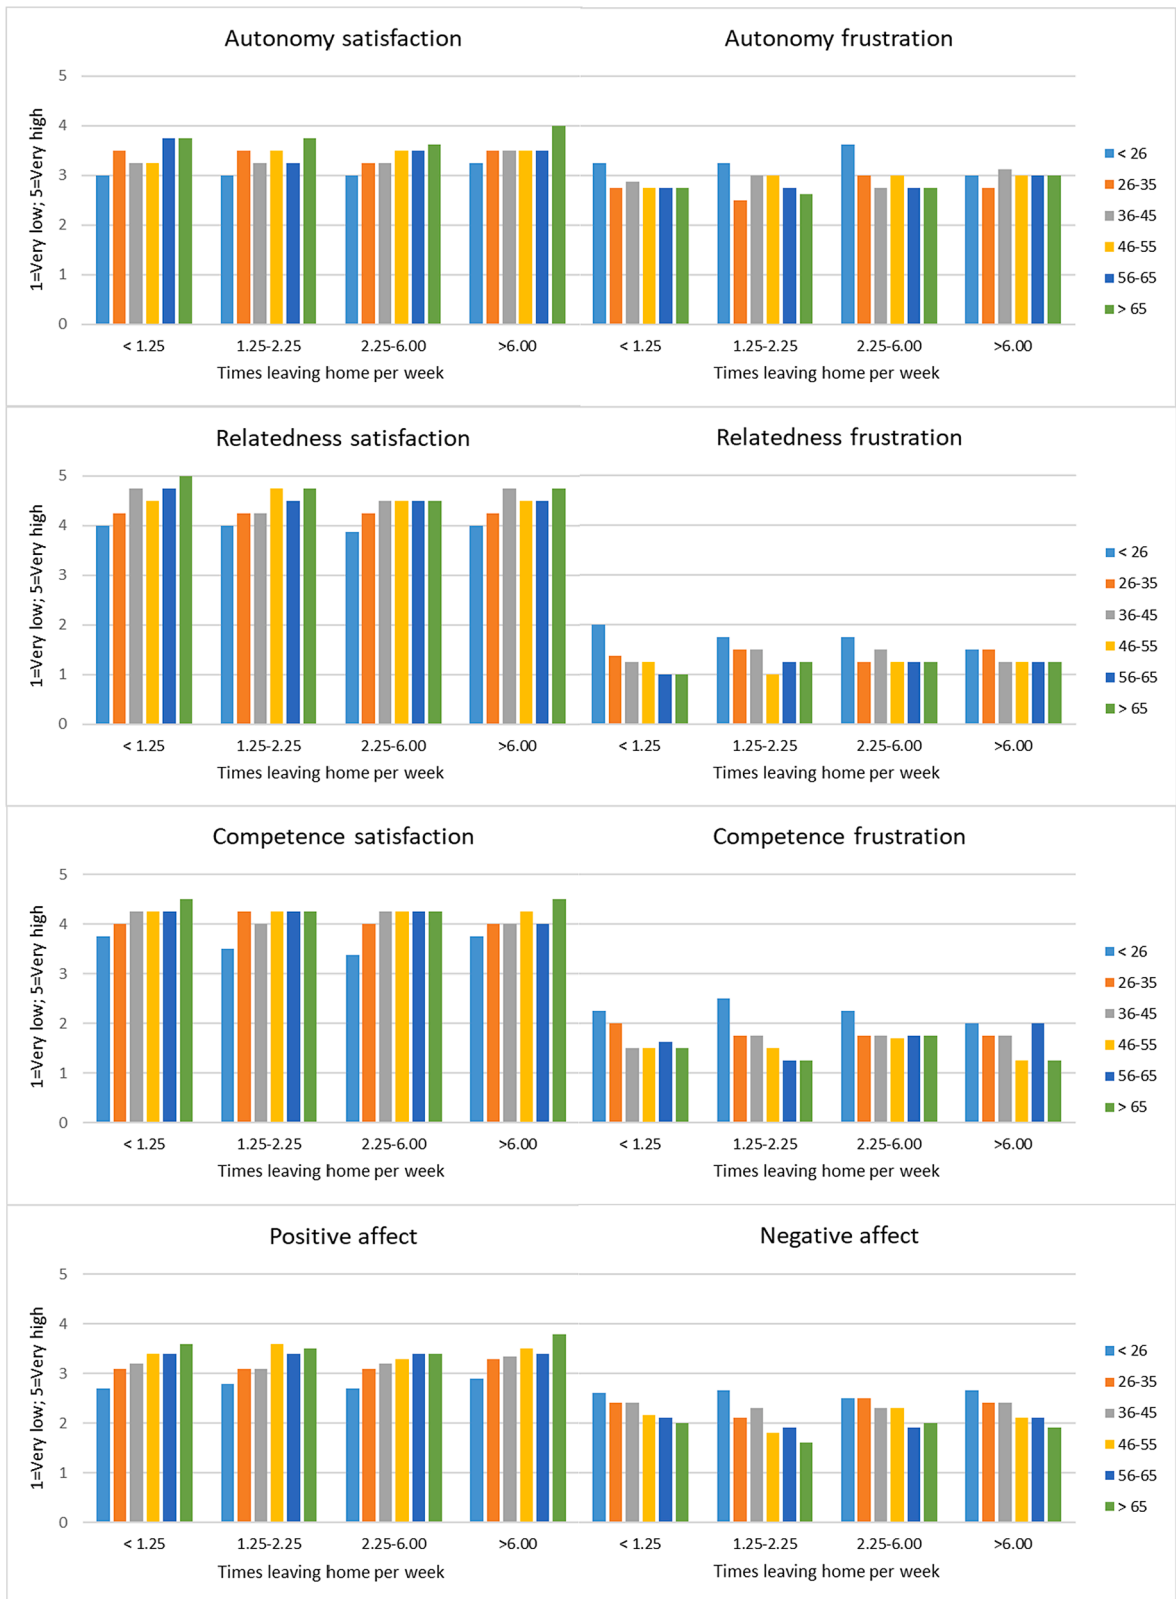 Autonomy satisfaction
Autonomy frustration
1=Very low; 5=Very high
5
4
3
2
1
0
< 1.25 1.25-2.25 2.25-6.00 >6.00
Times leaving home per week
< 1.25 1.25-2.25 2.25-6.00 >6.00
Times leaving home per week
< 26
26-35
36-45
46-55
56-65
> 65
Relatedness satisfaction
Relatedness frustration
1=Very low; 5=Very high
5
4
3
2
1
0
< 1.25 1.25-2.25 2.25-6.00 >6.00
Times leaving home per week
< 1.25 1.25-2.25 2.25-6.00 >6.00
Times leaving home per week
< 26
26-35
36-45
46-55
56-65
> 65
Competence satisfaction
Competence frustration
1=Very low; 5=Very high
5
4
3
2
1
0
< 1.25 1.25-2.25 2.25-6.00 >6.00
Times leaving home per week
< 1.25 1.25-2.25 2.25-6.00 >6.00
Times leaving home per week
< 26
26-35
36-45
46-55
56-65
> 65
Positive affect
Negative affect
1=Very low; 5=Very high
5
4
3
2
1
0
< 1.25 1.25-2.25 2.25-6.00 >6.00
Times leaving home per week
< 1.25 1.25-2.25 2.25-6.00 >6.00
Times leaving home per week
< 26
26-35
36-45
46-55
56-65
> 65